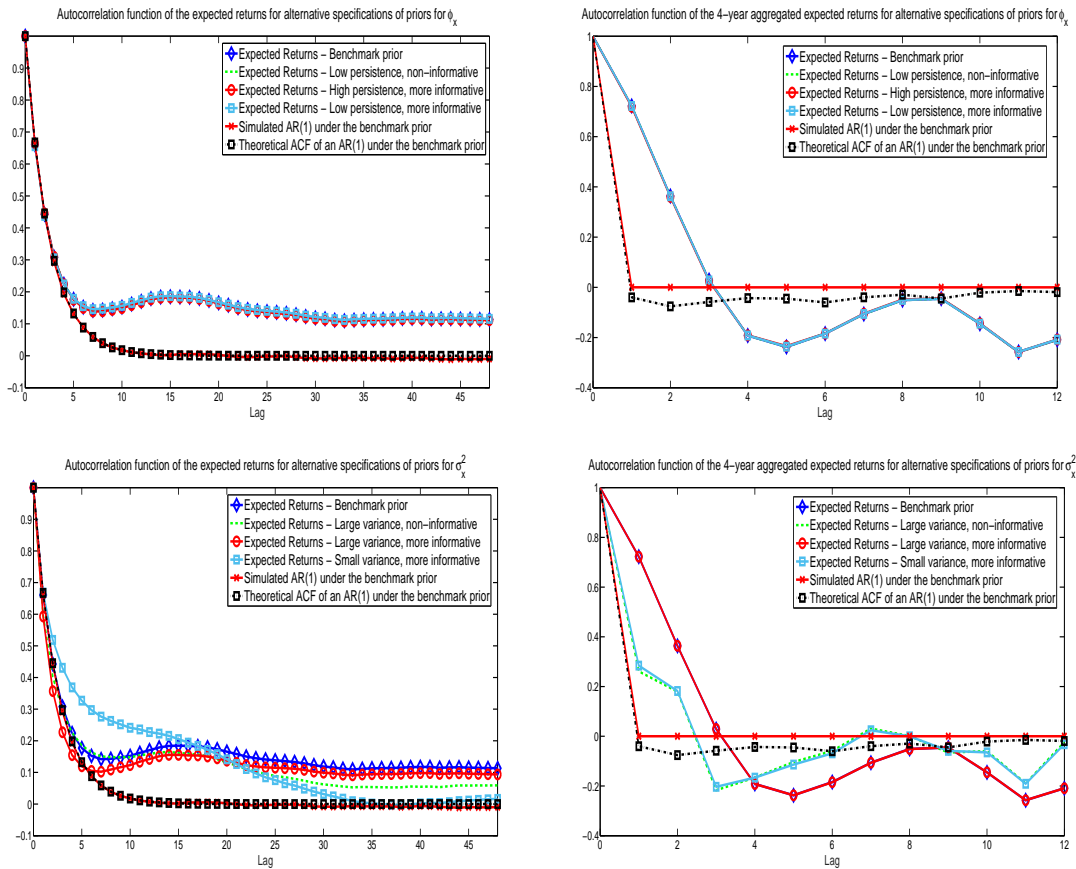 Autocorrelation function of the expected returns for alternative specifications of priors for ϕ_x
1
0.9
0.8
0.7
0.6
0.5
0.4
0.3
0.2
0.1
0
−0.1
0 5 10 15 20 25 30 35 40 45
Lag
Expected Returns − Benchmark prior
Expected Returns − Low persistence, non−informative
Expected Returns − High persistence, more informative
Expected Returns − Low persistence, more informative
Simulated AR(1) under the benchmark prior
Theoretical ACF of an AR(1) under the benchmark prior
Autocorrelation function of the 4−year aggregated expected returns for alternative specifications of priors for ϕ_x
1
0.8
0.6
0.4
0.2
0
−0.2
−0.4
0 2 4 6 8 10 12
Lag
Expected Returns − Benchmark prior
Expected Returns − Low persistence, non−informative
Expected Returns − High persistence, more informative
Expected Returns − Low persistence, more informative
Simulated AR(1) under the benchmark prior
Theoretical ACF of an AR(1) under the benchmark prior
Autocorrelation function of the expected returns for alternative specifications of priors for σ_x^2
1
0.9
0.8
0.7
0.6
0.5
0.4
0.3
0.2
0.1
0
−0.1
0 5 10 15 20 25 30 35 40 45
Lag
Expected Returns − Benchmark prior
Expected Returns − Large variance, non−informative
Expected Returns − Large variance, more informative
Expected Returns − Small variance, more informative
Simulated AR(1) under the benchmark prior
Theoretical ACF of an AR(1) under the benchmark prior
Autocorrelation function of the 4−year aggregated expected returns for alternative specifications of priors for σ_x^2
1
0.8
0.6
0.4
0.2
0
−0.2
−0.4
0 2 4 6 8 10 12
Lag
Expected Returns − Benchmark prior
Expected Returns − Large variance, non−informative
Expected Returns − Large variance, more informative
Expected Returns − Small variance, more informative
Simulated AR(1) under the benchmark prior
Theoretical ACF of an AR(1) under the benchmark prior